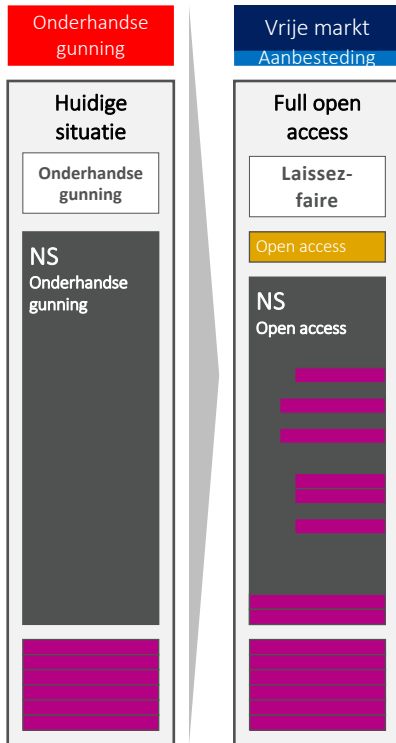 Onderhandse
gunning
Huidige
situatie
Onderhandse
gunning
NS
Onderhandse
gunning
Vrije markt
Aanbesteding
Full open
access
Laissez-
faire
Open access
NS
Open access